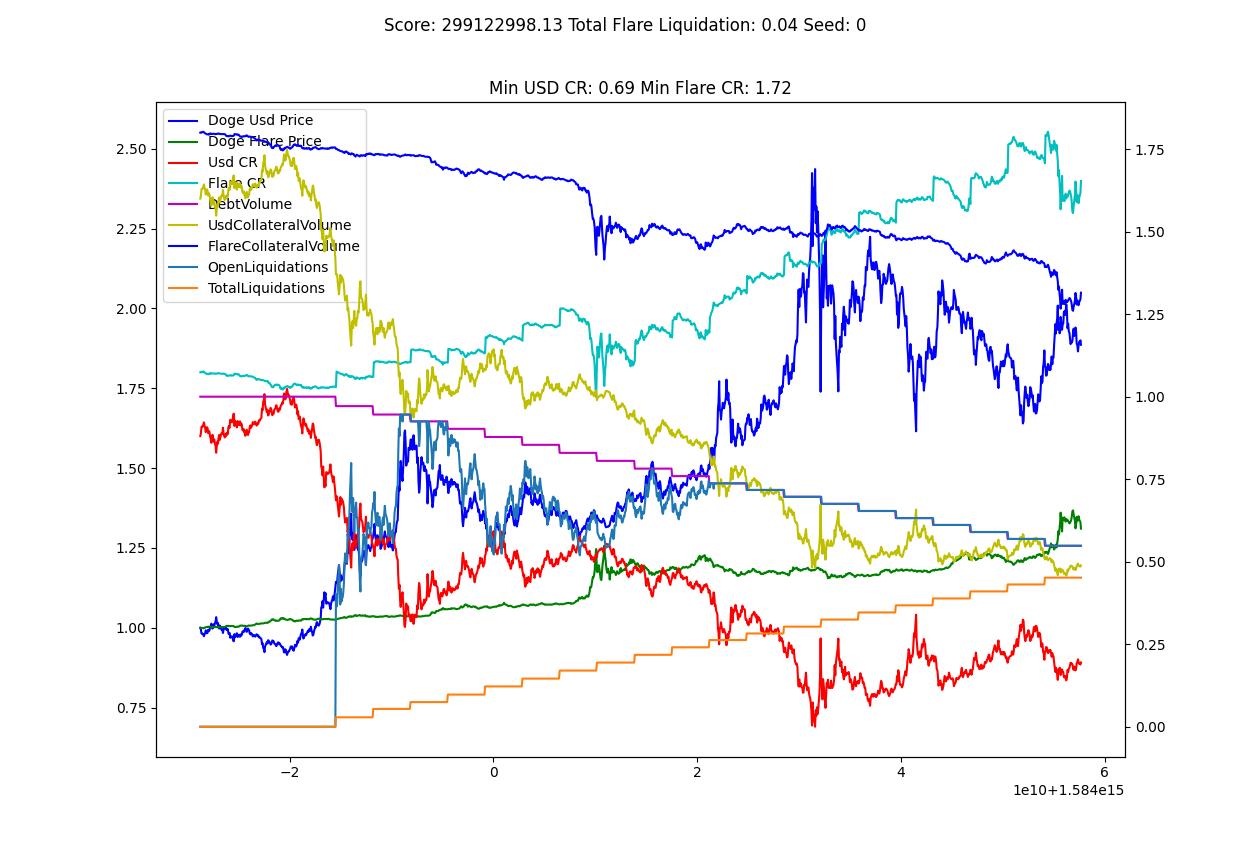 Score: 299122998.13 Total Flare Liquidation: 0.04 Seed: 0
Min USD CR: 0.69 Min Flare CR: 1.72
Doge Usd Price
Doge Flare Price
Usd CR
Flare CR
DebtVolume
UsdCollateralVolume
FlareCollateralVolume
OpenLiquidations
TotalLiquidations
2.50
2.25
2.00
1.75
1.50
1.25
1.00
0.75
1.75
1.50
1.25
1.00
0.75
0.50
0.25
0.00
−2
0
2
4
6
1e10+1.584e15